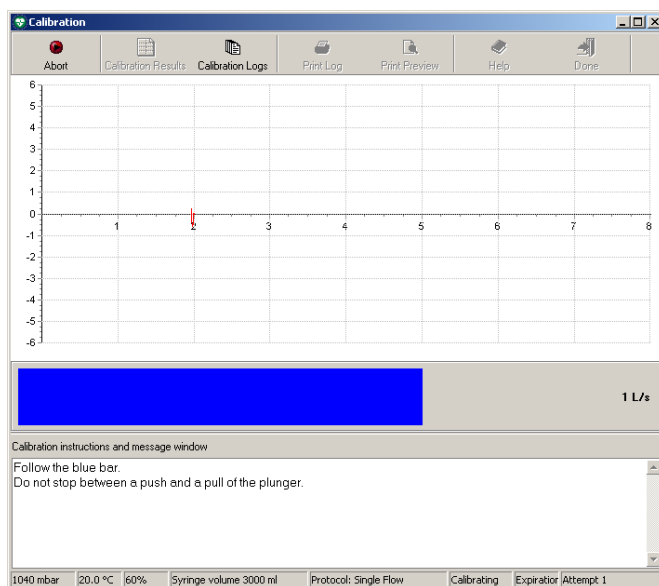 Calibration
Abort
Calibration Results
Calibration Logs
Print Log
Print Preview
Help
Done
6
5
4
3
2
1
0
-1
-2
-3
-4
-5
-6
1
2
3
4
5
6
7
8
1 L/s
Calibration instructions and message window
Follow the blue bar.
Do not stop between a push and a pull of the plunger.
1040 mbar 20.0 °C 60% Syringe volume 3000 ml Protocol: Single Flow Calibrating Expiratior Attempt 1